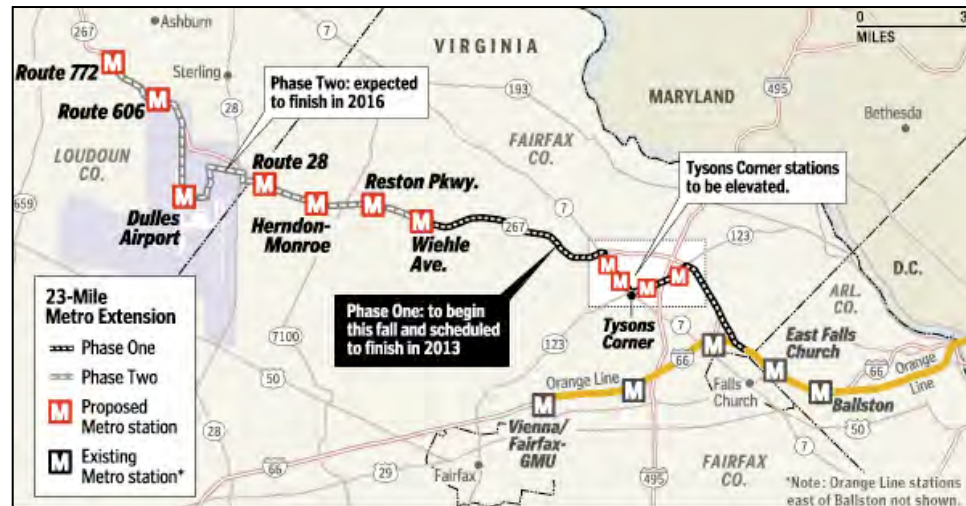 Ashburn
267
Route 772
Sterling
28
Route 606
LOUDOUN
CO.
659
Dulles
Airport
Phase Two: expected
to finish in 2016
Route 28
Herndon-
Monroe
Reston Pkwy.
Wiehle
Ave.
VIRGINIA
7
193
FAIRFAX
CO.
MARYLAND
495
Bethesda
0 3
MILES
Tysons Corner stations
to be elevated.
7
267
123
D.C.
ARL.
CO.
Phase One: to begin
this fall and scheduled
to finish in 2013
Tysons
Corner
7
123
66
East Falls
Church
66
Orange
Line
Orange Line
Falls
Church
Ballston
50
7
Vienna/
Fairfax-
GMU
7100
50
28
66
29
Fairfax
495
FAIRFAX
CO.
*Note: Orange Line stations
east of Ballston not shown.
23-Mile
Metro Extension
Phase One
Phase Two
M Proposed
Metro station
M Existing
Metro station*